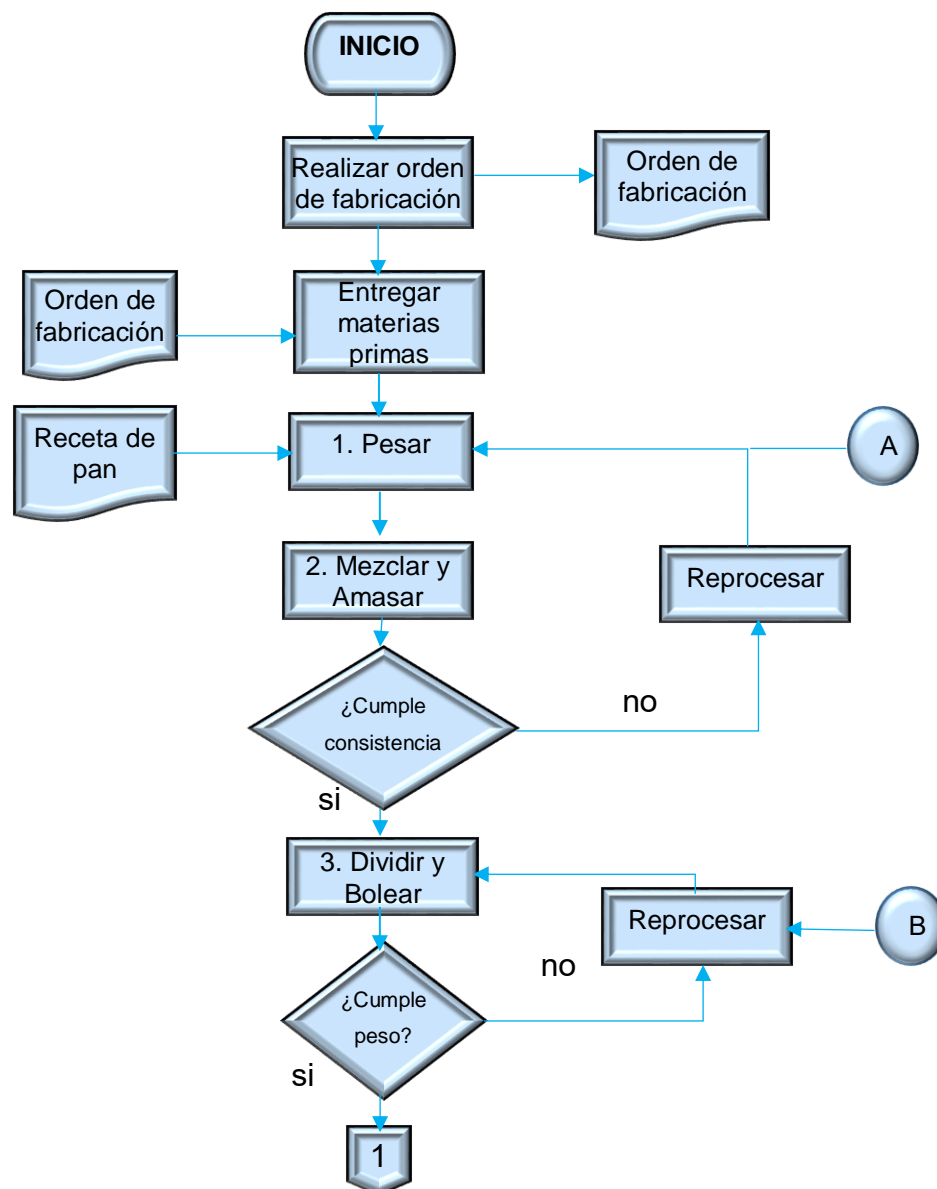 INICIO
Realizar orden
de fabricación
Orden de
fabricación
Orden de
fabricación
Entregar
materias
primas
Receta de
pan
1. Pesar
A
2. Mezclar y
Amasar
Reprocesar
¿Cumple
consistencia
no
si
3. Dividir y
Bolear
Reprocesar
B
¿Cumple
peso?
no
si
1